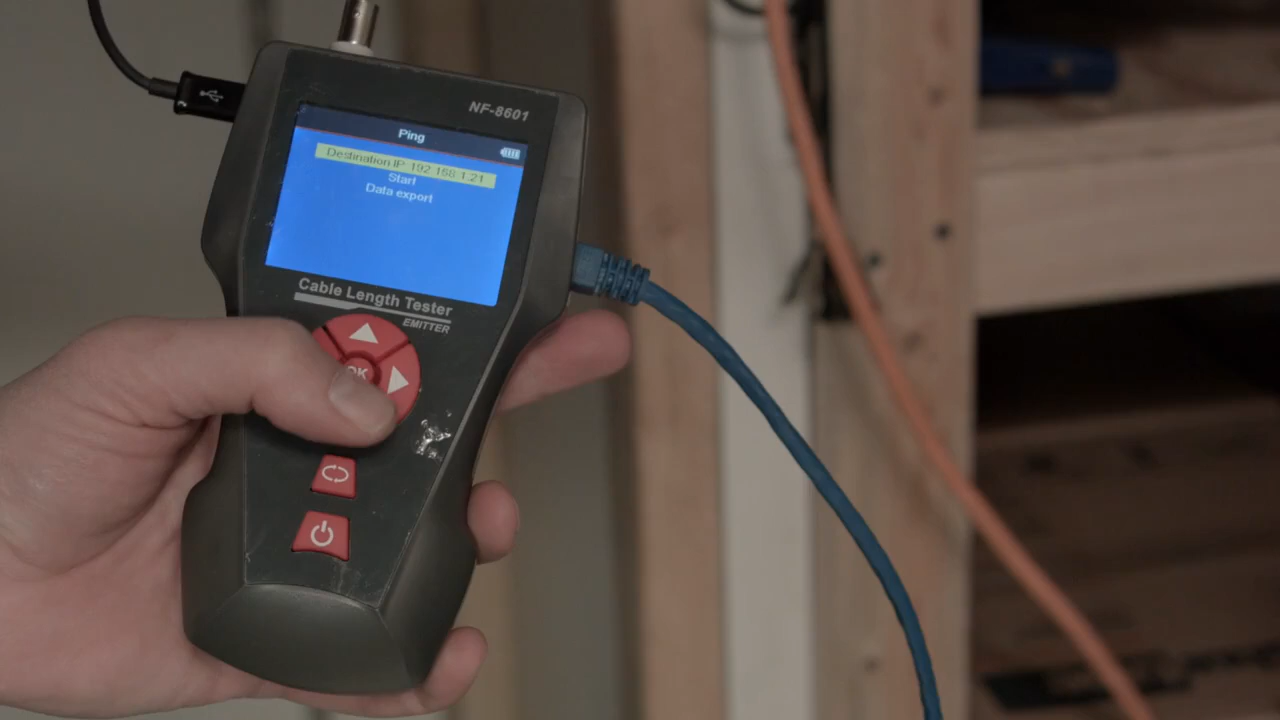 NF-8601
Ping
Destination IP: 192.168.1.21
Start
Data export
Cable Length Tester
EMITTER
OK